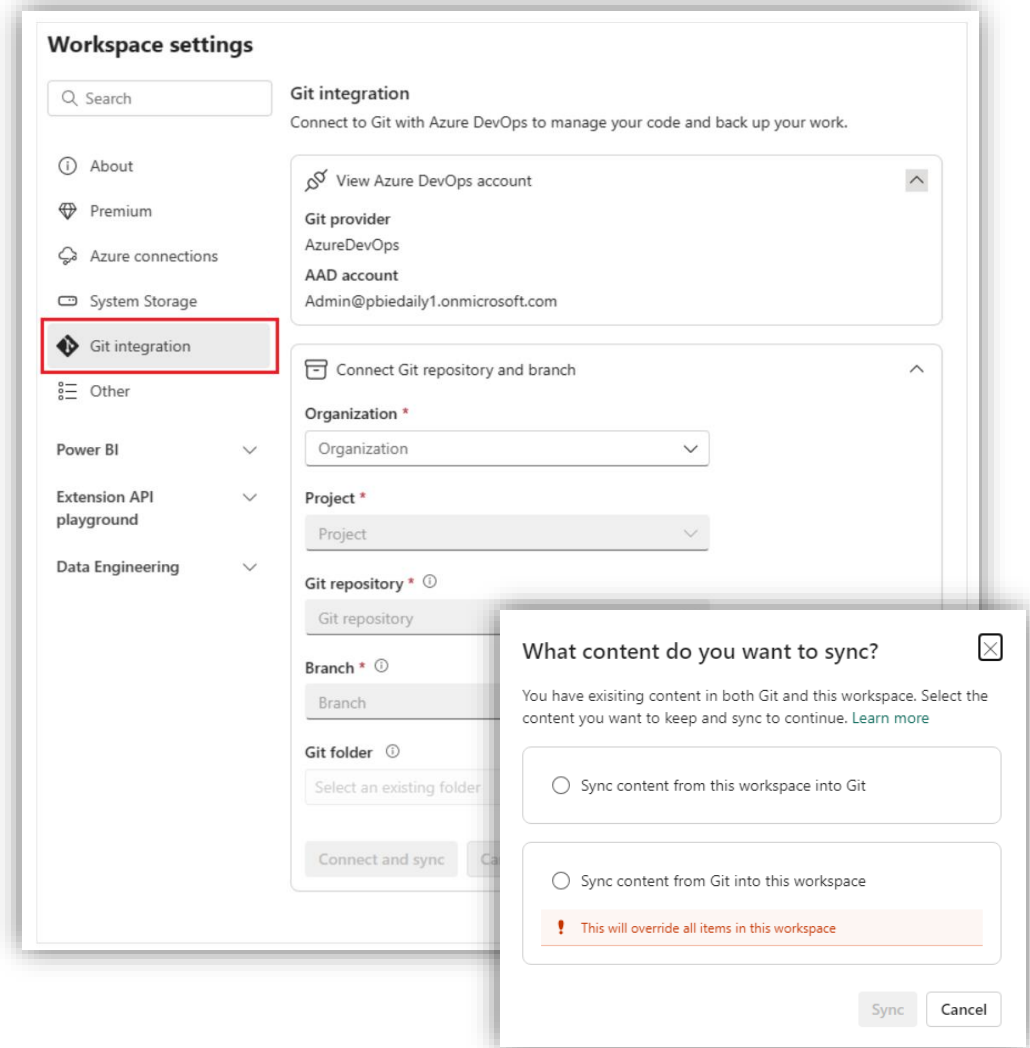 Workspace settings
Search
About
Premium
Azure connections
System Storage
Git integration
Other
Power BI
Extension API
playground
Data Engineering
Git integration
Connect to Git with Azure DevOps to manage your code and back up your work.
View Azure DevOps account
Git provider
AzureDevOps
AAD account
Admin@pbiedaily1.onmicrosoft.com
Connect Git repository and branch
Organization *
Organization
Project *
Project
Git repository *
Git repository
Branch *
Branch
Git folder
Select an existing folder
Connect and sync
What content do you want to sync?
You have exisiting content in both Git and this workspace. Select the
content you want to keep and sync to continue. Learn more
Sync content from this workspace into Git
Sync content from Git into this workspace
This will override all items in this workspace
Sync
Cancel